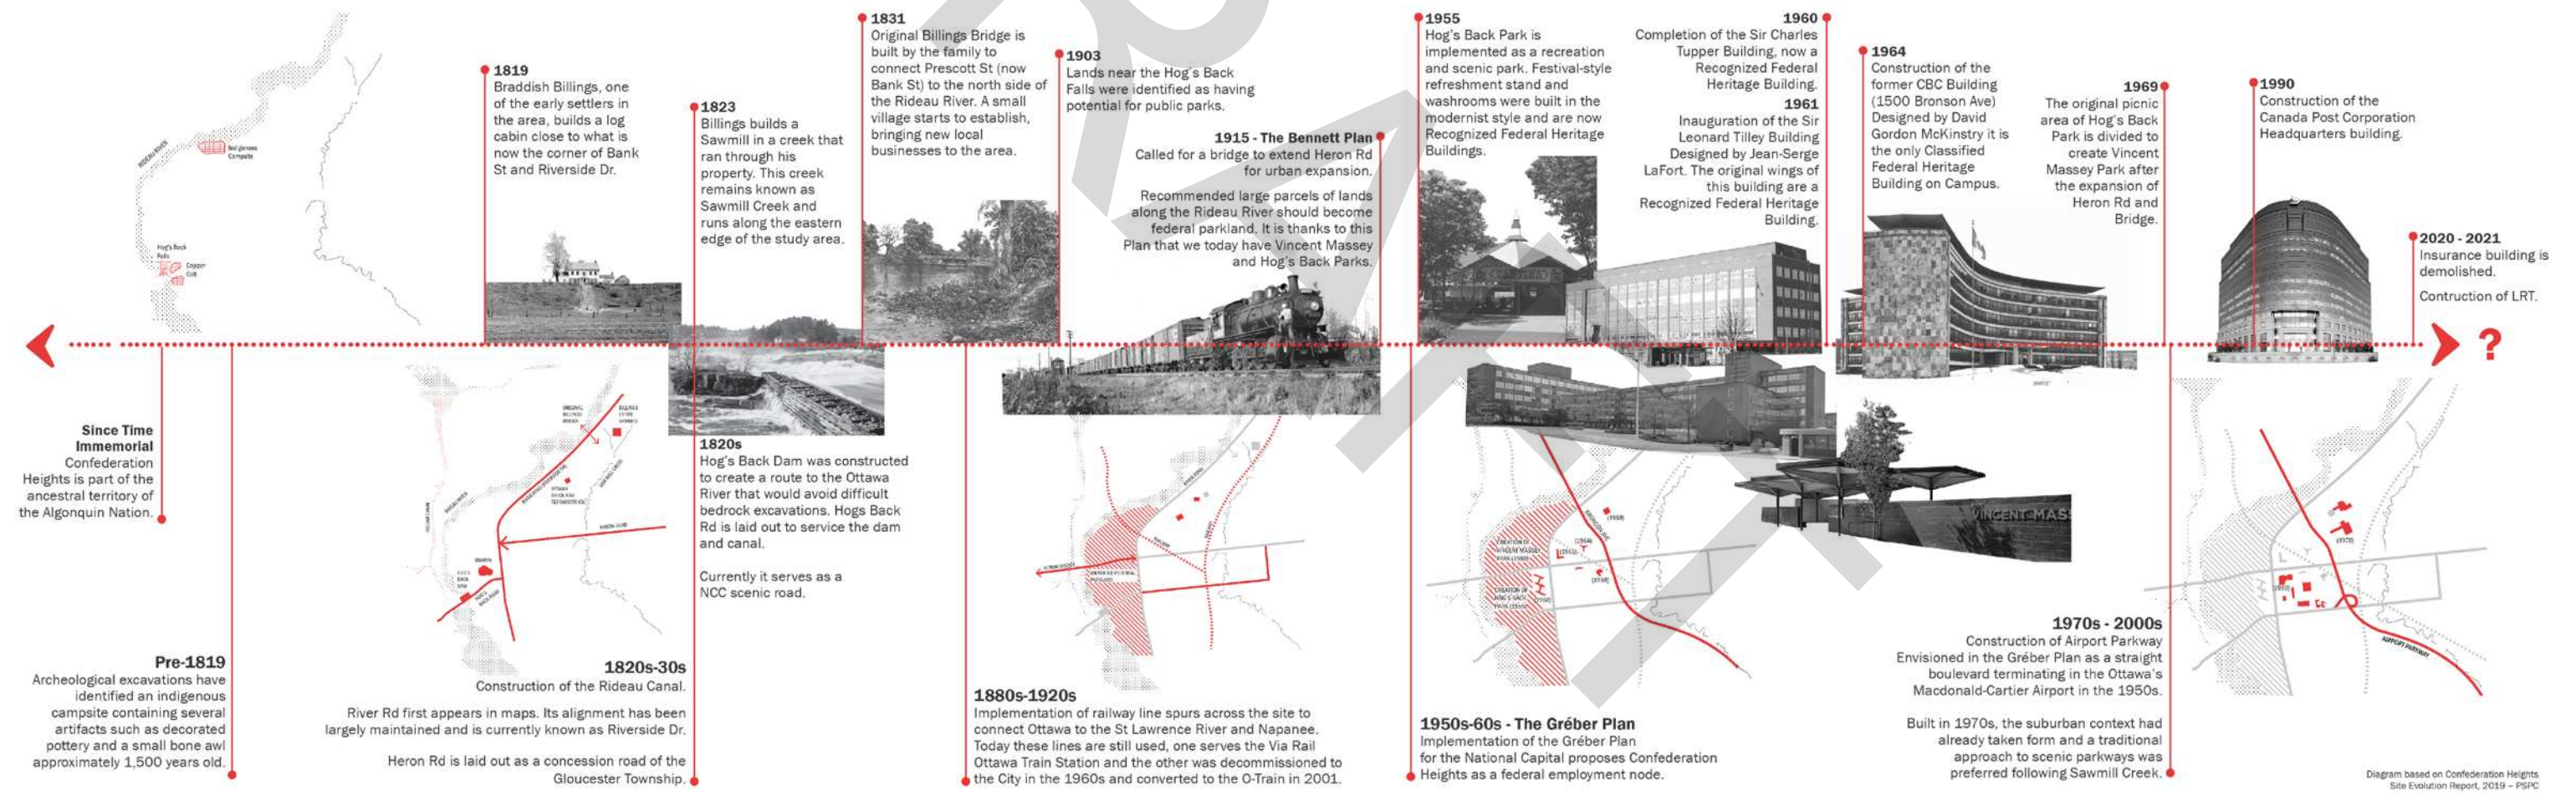 1819
Braddish Billings, one
of the early settlers in
the area, builds a log
cabin close to what is
now the corner of Bank
St and Riverside Dr.
1823
Billings builds a
Sawmill in a creek that
ran through his
property. This creek
remains known as
Sawmill Creek and
runs along the eastern
edge of the study area.
1831
Original Billings Bridge is
built by the family to
connect Prescott St (now
Bank St) to the north side of
the Rideau River. A small
village starts to establish,
bringing new local
businesses to the area.
1903
Lands near the Hog's Back
Falls were identified as having
potential for public parks.
1915 - The Bennett Plan
Called for a bridge to extend Heron Rd
for urban expansion.
Recommended large parcels of lands
along the Rideau River should become
federal parkland. It is thanks to this
Plan that we today have Vincent Massey
and Hog's Back Parks.
1955
Hog's Back Park is
implemented as a recreation
and scenic park. Festival-style
refreshment stand and
washrooms were built in the
modernist style and are now
Recognized Federal Heritage
Buildings.
1960
Completion of the Sir Charles
Tupper Building, now a
Recognized Federal
Heritage Building.
1961
Inauguration of the Sir
Leonard Tilley Building
Designed by Jean-Serge
LaFort. The original wings of
this building are a
Recognized Federal Heritage
Building.
1964
Construction of the
former CBC Building
(1500 Bronson Ave)
Designed by David
Gordon McKinstry it is
the only Classified
Federal Heritage
Building on Campus.
1969
The original picnic
area of Hog's Back
Park is divided to
create Vincent
Massey Park after
the expansion of
Heron Rd and
Bridge.
1990
Construction of the
Canada Post Corporation
Headquarters building.
2020 - 2021
Insurance building is
demolished.
Contruction of LRT.
?
RIDEAU RIVER
Indigenous
Campsite
Hog's Back
Falls
Copper
Cult
Since Time
Immemorial
Confederation
Heights is part of the
ancestral territory of
the Algonquin Nation.
Pre-1819
Archeological excavations have
identified an indigenous
campsite containing several
artifacts such as decorated
pottery and a small bone awl
approximately 1,500 years old.
1820s-30s
Construction of the Rideau Canal.
River Rd first appears in maps. Its alignment has been
largely maintained and is currently known as Riverside Dr.
Heron Rd is laid out as a concession road of the
Gloucester Township.
1820s
Hog's Back Dam was constructed
to create a route to the Ottawa
River that would avoid difficult
bedrock excavations. Hogs Back
Rd is laid out to service the dam
and canal.
Currently it serves as a
NCC scenic road.
1880s-1920s
Implementation of railway line spurs across the site to
connect Ottawa to the St Lawrence River and Napanee.
Today these lines are still used, one serves the Via Rail
Ottawa Train Station and the other was decommissioned to
the City in the 1960s and converted to the O-Train in 2001.
1950s-60s - The Gréber Plan
Implementation of the Gréber Plan
for the National Capital proposes Confederation
Heights as a federal employment node.
VINCENT MAS
1970s - 2000s
Construction of Airport Parkway
Envisioned in the Gréber Plan as a straight
boulevard terminating in the Ottawa's
Macdonald-Cartier Airport in the 1950s.
Built in 1970s, the suburban context had
already taken form and a traditional
approach to scenic parkways was
preferred following Sawmill Creek.
AIRPORT PARKWAY
Diagram based on Confederation Heights
Site Evolution Report, 2019 – PSPC